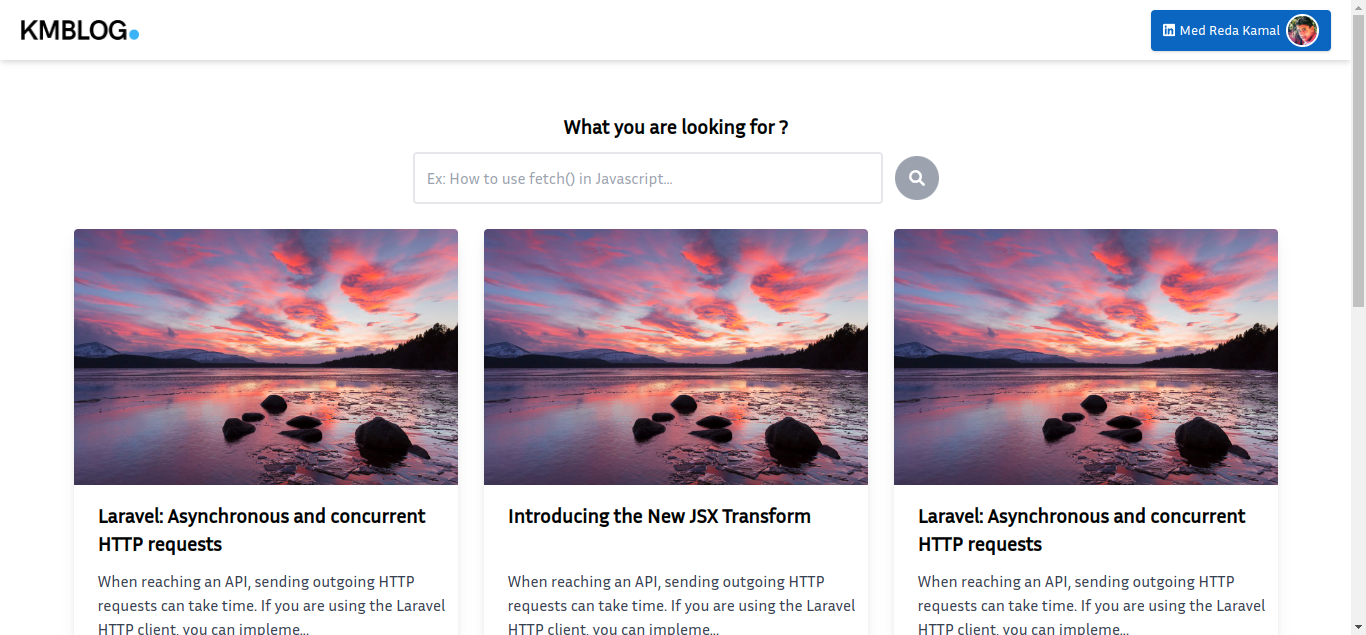 KMBLOG.
Med Reda Kamal
What you are looking for ?
Ex: How to use fetch() in Javascript...
Laravel: Asynchronous and concurrent
HTTP requests
When reaching an API, sending outgoing HTTP
requests can take time. If you are using the Laravel
HTTP client, you can impleme...
Introducing the New JSX Transform
When reaching an API, sending outgoing HTTP
requests can take time. If you are using the Laravel
HTTP client, you can impleme...
Laravel: Asynchronous and concurrent
HTTP requests
When reaching an API, sending outgoing HTTP
requests can take time. If you are using the Laravel
HTTP client, you can impleme...